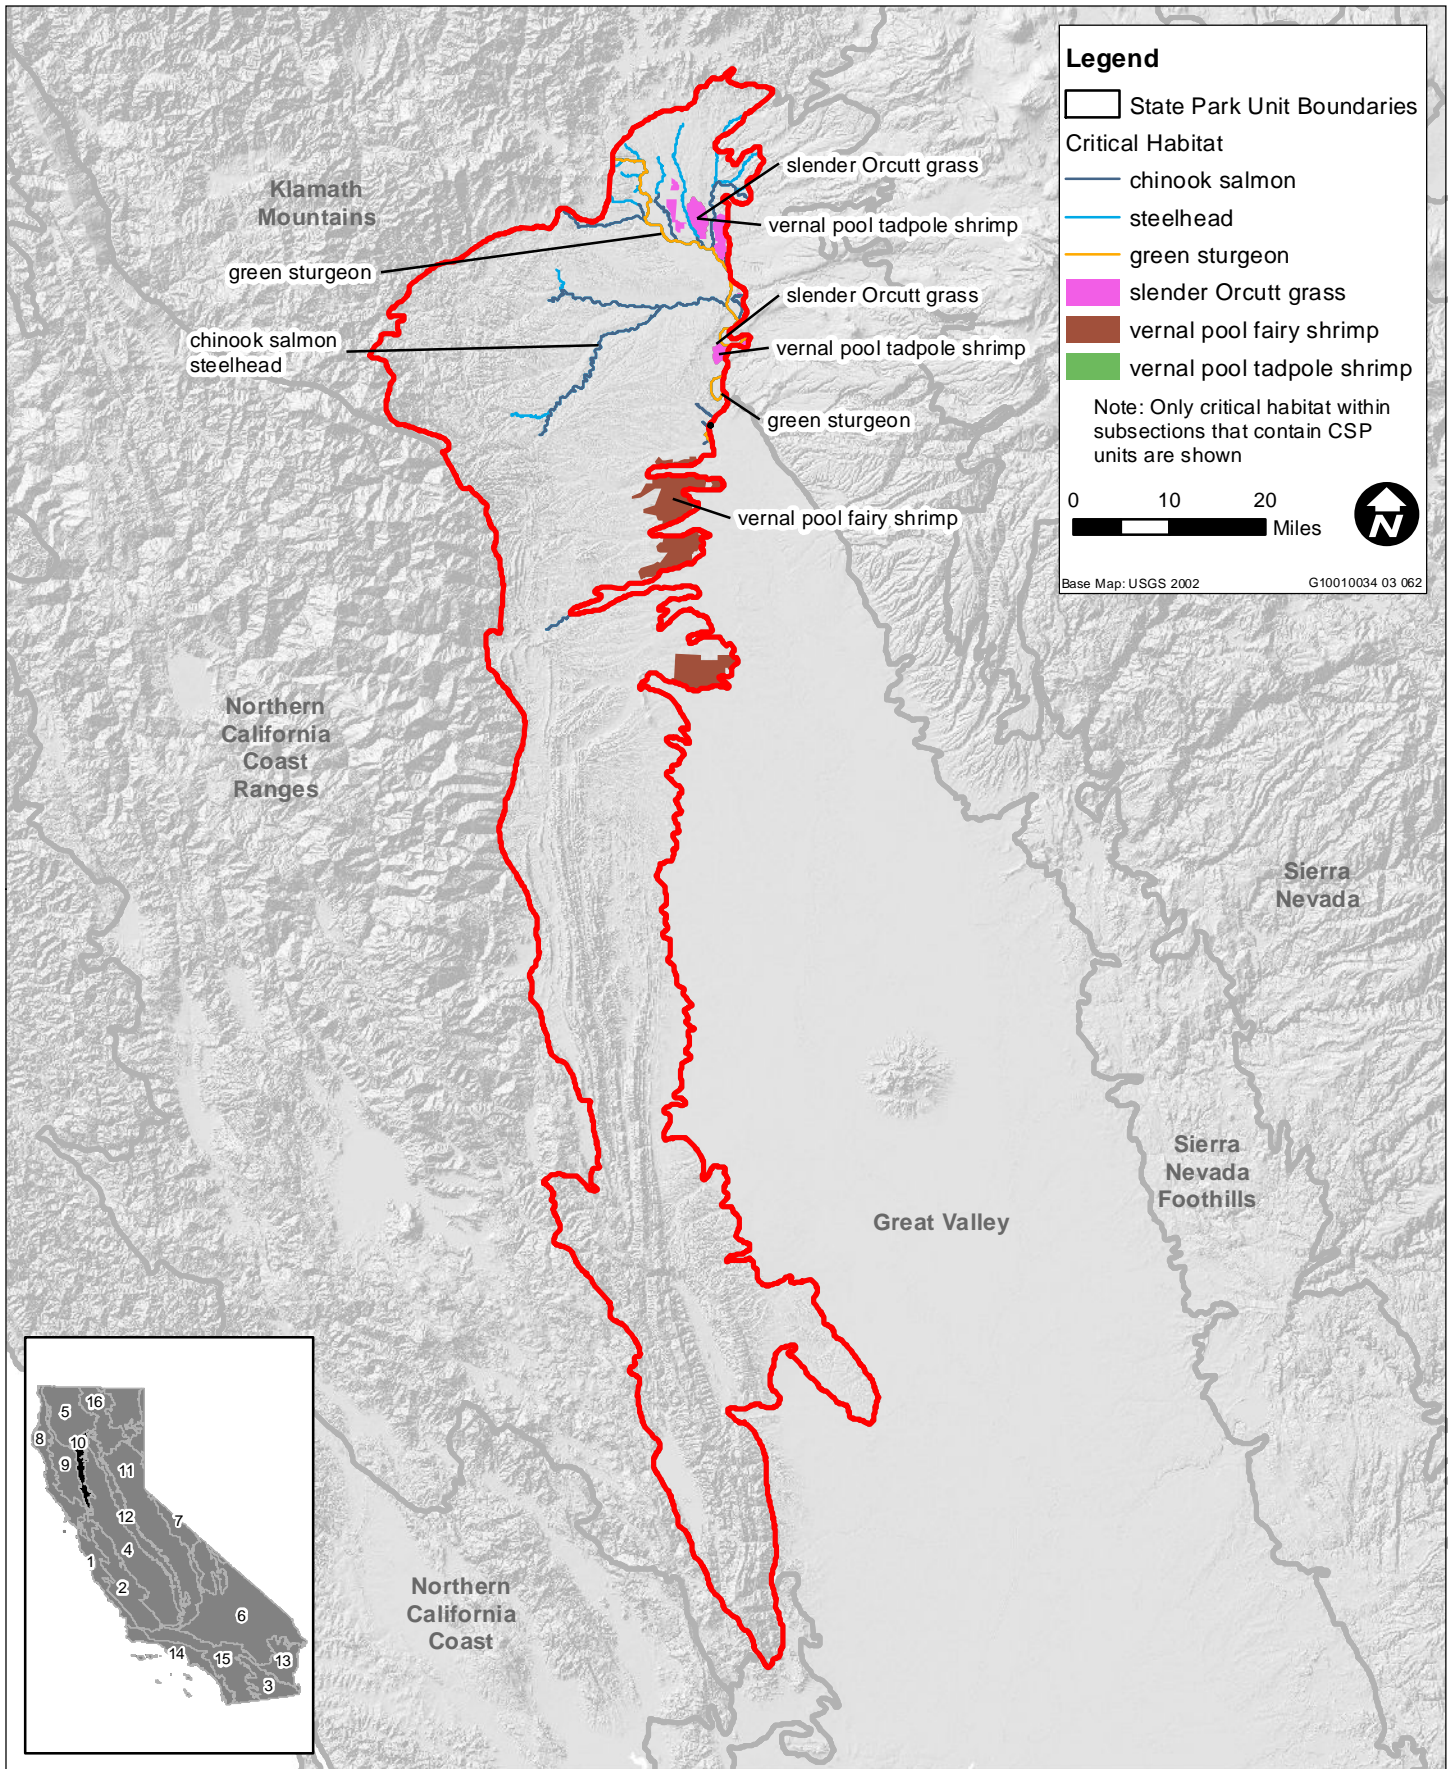 Legend
State Park Unit Boundaries
Critical Habitat
chinook salmon
steelhead
green sturgeon
slender Orcutt grass
vernal pool fairy shrimp
vernal pool tadpole shrimp
Note: Only critical habitat within
subsections that contain CSP
units are shown
0 10 20
Miles
N
Base Map: USGS 2002
G10010034 03 062
Klamath
Mountains
slender Orcutt grass
vernal pool tadpole shrimp
green sturgeon
slender Orcutt grass
chinook salmon
steelhead
vernal pool tadpole shrimp
green sturgeon
vernal pool fairy shrimp
Northern
California
Coast
Ranges
Sierra
Nevada
Sierra
Nevada
Foothills
Great Valley
Northern
California
Coast
16
5
8
10
9
11
12
7
4
1
2
6
14
15
13
3